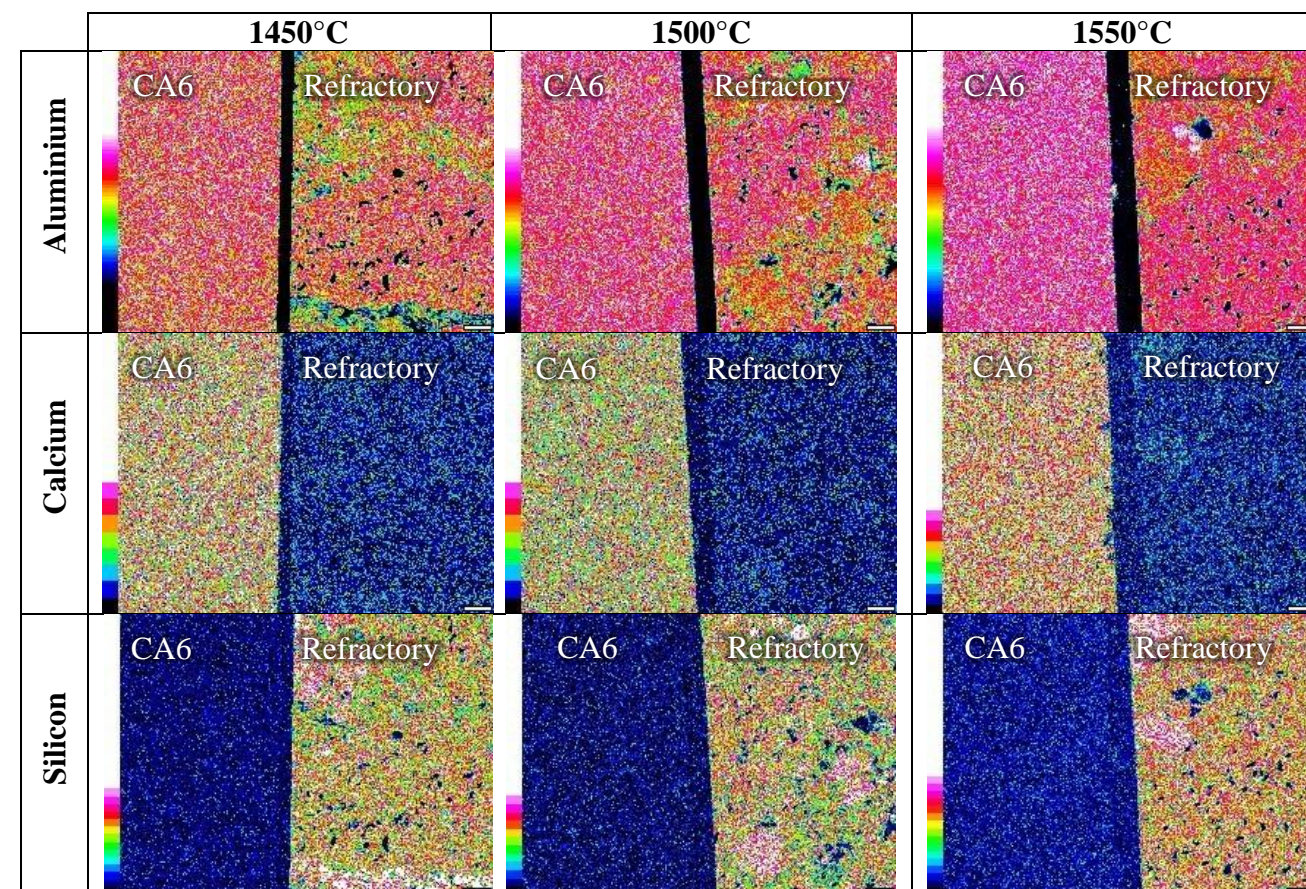 1450°C 1500°C 1550°C
Aluminium
CA6 Refractory CA6 Refractory CA6 Refractory
Calcium
CA6 Refractory CA6 Refractory CA6 Refractory
Silicon
CA6 Refractory CA6 Refractory CA6 Refractory